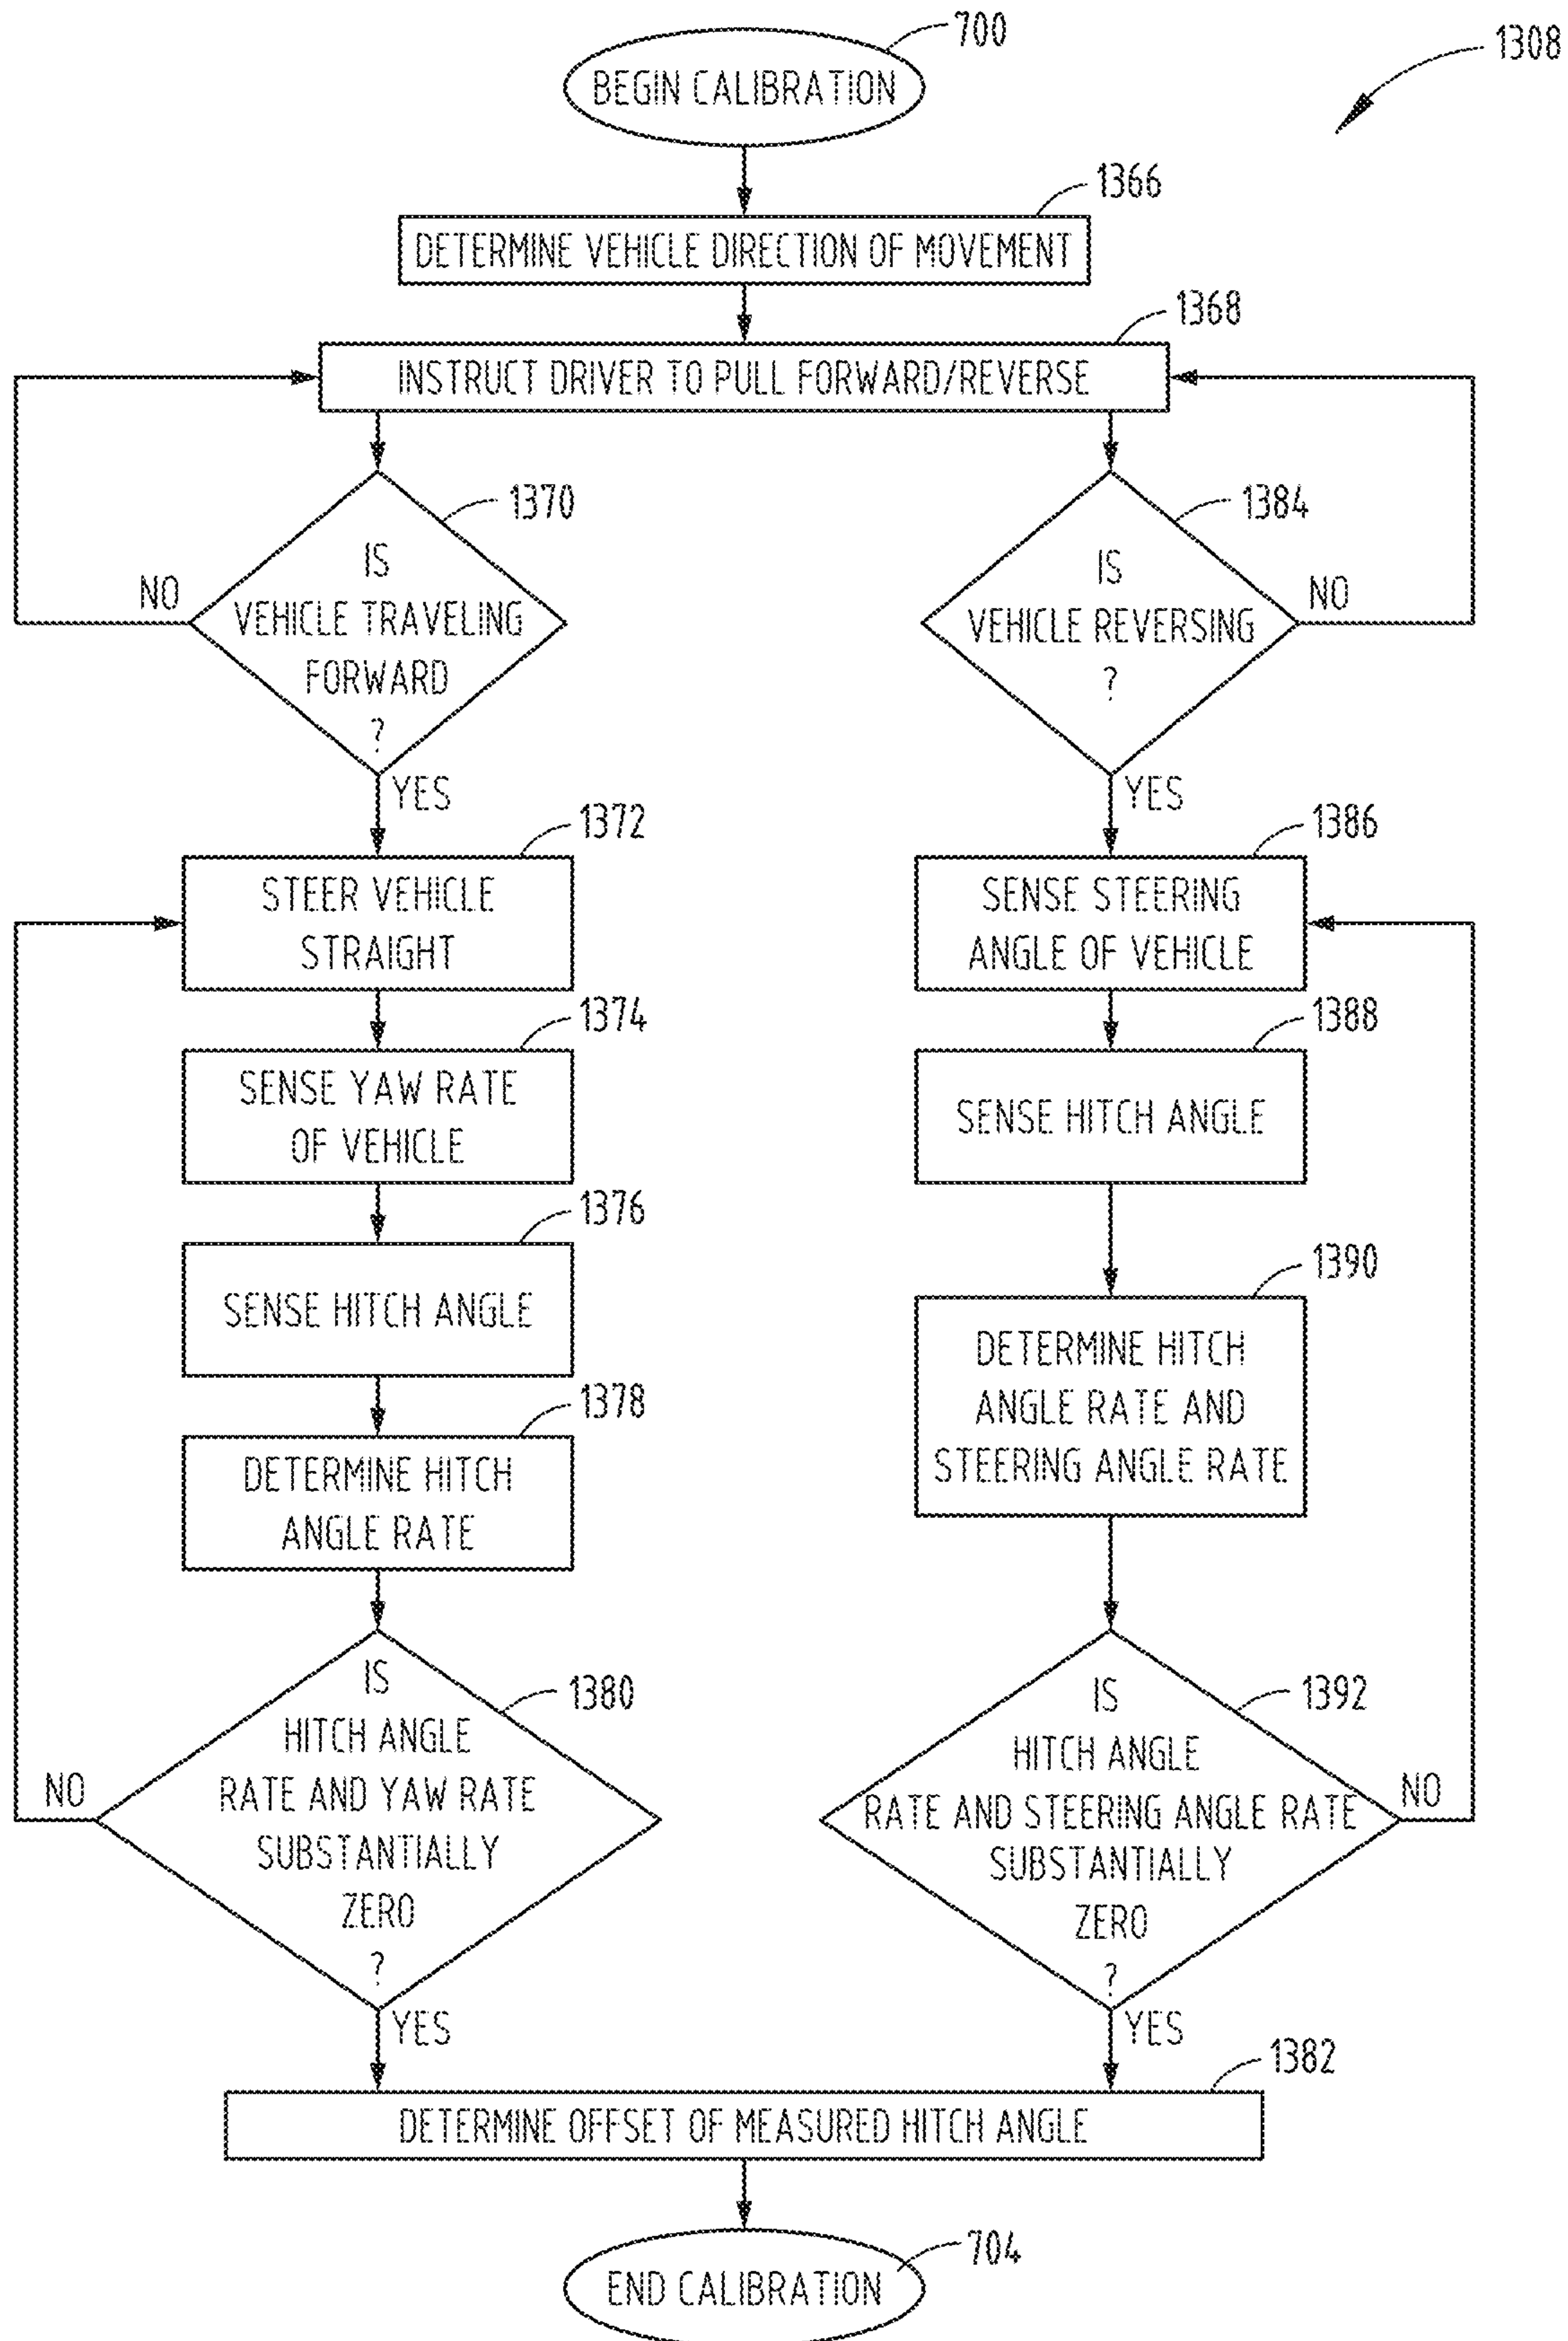 700
BEGIN CALIBRATION
1308
1366
DETERMINE VEHICLE DIRECTION OF MOVEMENT
1368
INSTRUCT DRIVER TO PULL FORWARD/REVERSE
1370
IS
VEHICLE TRAVELING
FORWARD
?
NO
YES
1372
STEER VEHICLE
STRAIGHT
1374
SENSE YAW RATE
OF VEHICLE
1376
SENSE HITCH ANGLE
1378
DETERMINE HITCH
ANGLE RATE
1380
IS
HITCH ANGLE
RATE AND YAW RATE
SUBSTANTIALLY
ZERO
?
NO
YES
1384
IS
VEHICLE REVERSING
?
NO
YES
1386
SENSE STEERING
ANGLE OF VEHICLE
1388
SENSE HITCH ANGLE
1390
DETERMINE HITCH
ANGLE RATE AND
STEERING ANGLE RATE
1392
IS
HITCH ANGLE
RATE AND STEERING ANGLE RATE
SUBSTANTIALLY
ZERO
?
NO
YES
1382
DETERMINE OFFSET OF MEASURED HITCH ANGLE
704
END CALIBRATION